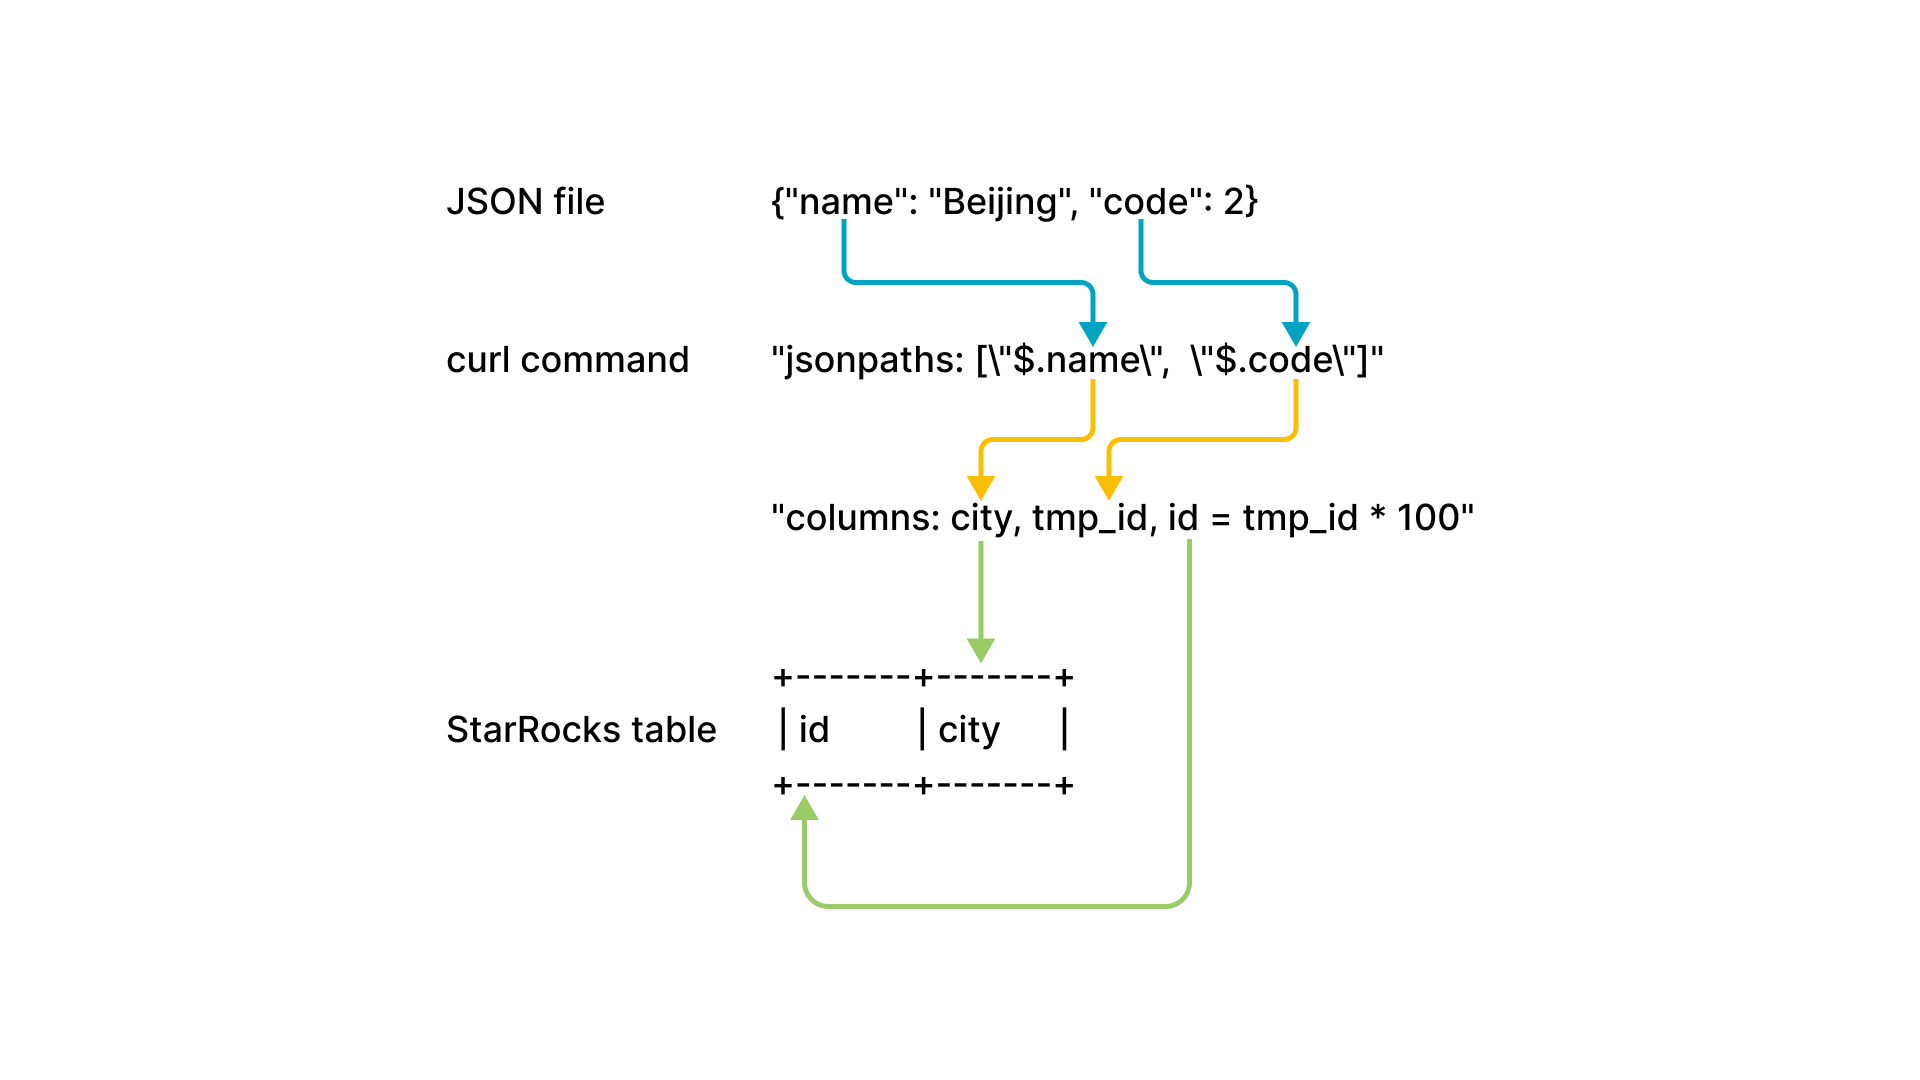 JSON file {"name": "Beijing", "code": 2}
curl command "jsonpaths: [\"$.name\", \"$.code\"]"
"columns: city, tmp_id, id = tmp_id * 100"
+-------+-------+
StarRocks table | id | city |
+-------+-------+